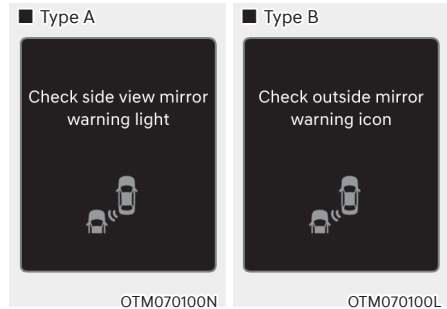 ■ Type A
Check side view mirror
warning light
OTM070100N
■ Type B
Check outside mirror
warning icon
OTM070100L